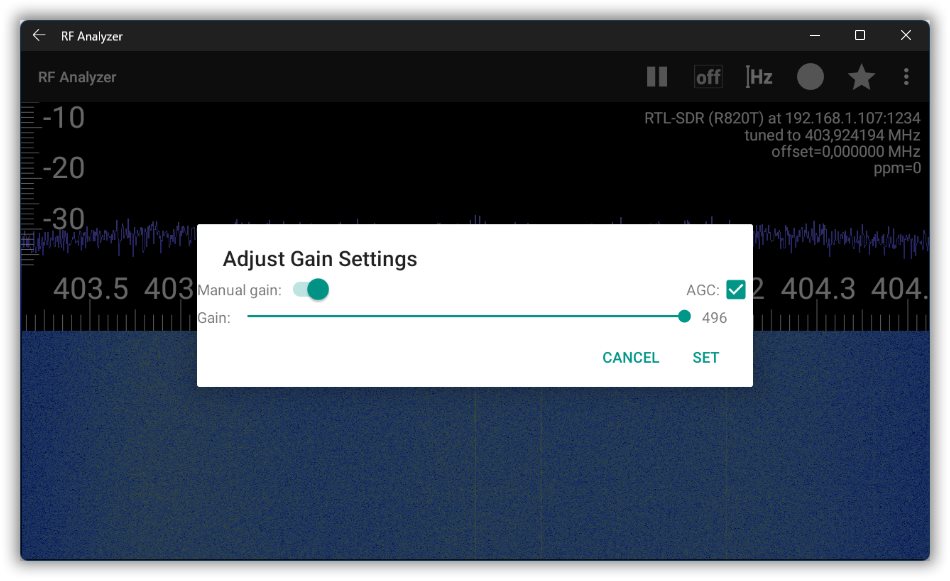 RF Analyzer
RF Analyzer
off
Hz
-10
-20
-30
RTL-SDR (R820T) at 192.168.1.107:1234
tuned to 403,924194 MHz
offset=0,000000 MHz
ppm=0
403.5 403 2 404.3 404.
Adjust Gain Settings
Manual gain: AGC:
Gain: 496
CANCEL SET